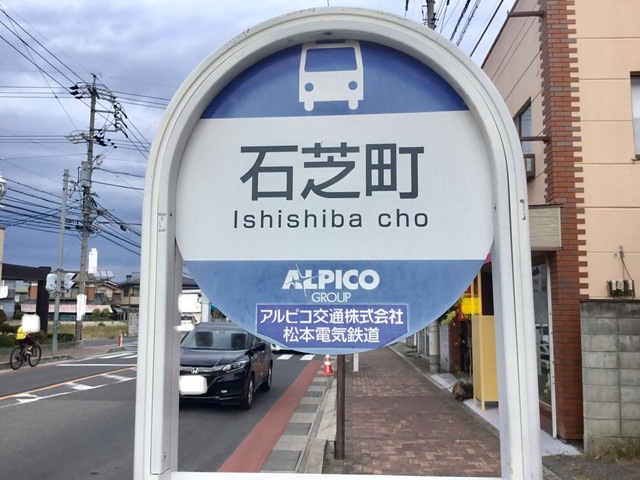 石芝町
Ishishiba cho
ALPICO
GROUP
アルピコ交通株式会社
松本電気鉄道